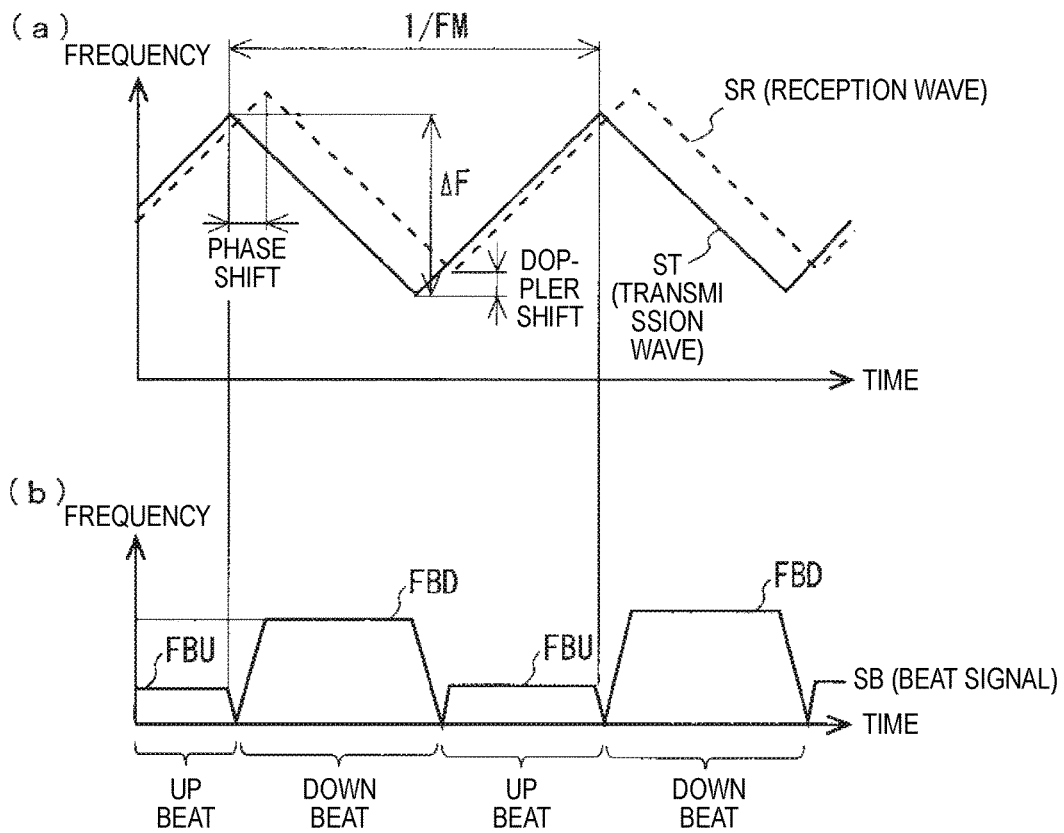 (a)
FREQUENCY
1/FM
SR (RECEPTION WAVE)
ΔF
PHASE
SHIFT
DOP-
PLER
SHIFT
ST
(TRANSMI
SSION
WAVE)
TIME
(b)
FREQUENCY
FBU
FBD
FBU
FBD
SB (BEAT SIGNAL)
TIME
UP
BEAT
DOWN
BEAT
UP
BEAT
DOWN
BEAT